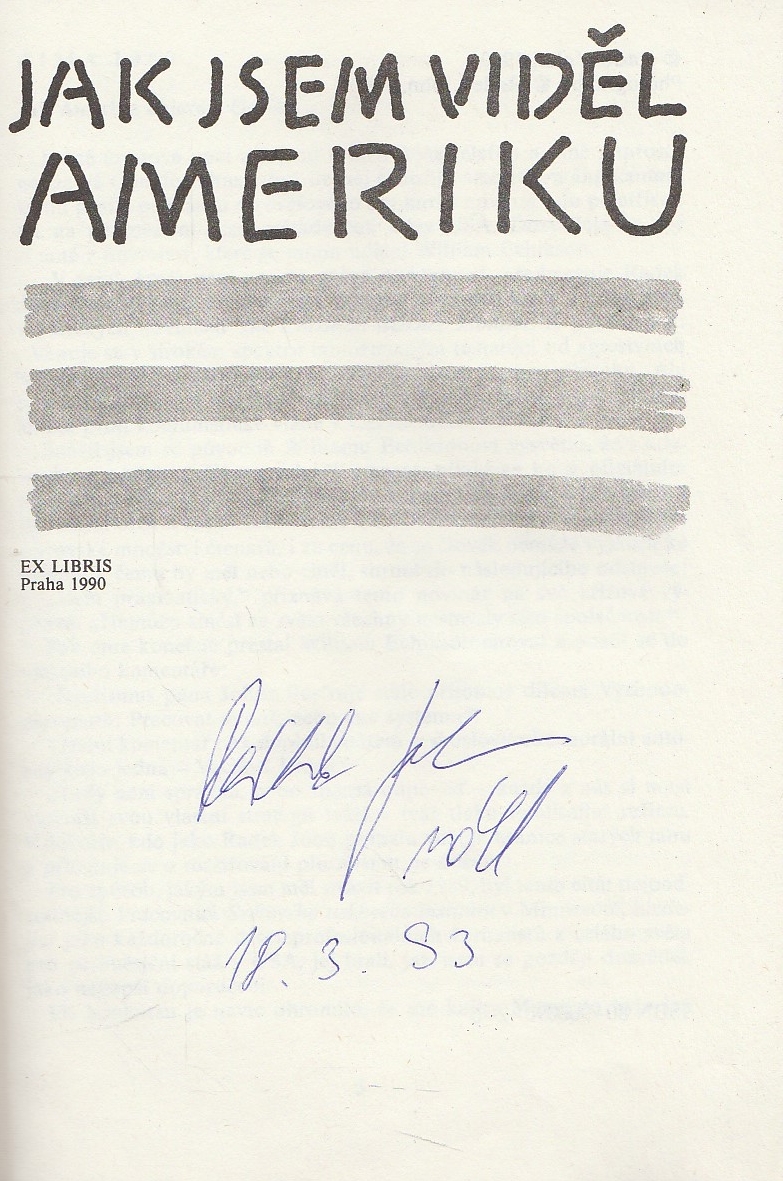 JAK JSEM VIDĚL
AMERIKU
EX LIBRIS
Praha 1990
18. 3. 93